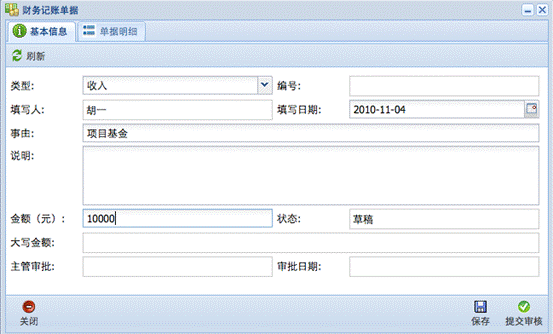 财务记账单据
基本信息 单据明细
刷新
类型: 收入 编号:
填写人: 胡一 填写日期: 2010-11-04
事由: 项目基金
说明:
金额（元）: 10000 状态: 草稿
大写金额:
主管审批: 审批日期:
关闭 保存 提交审核